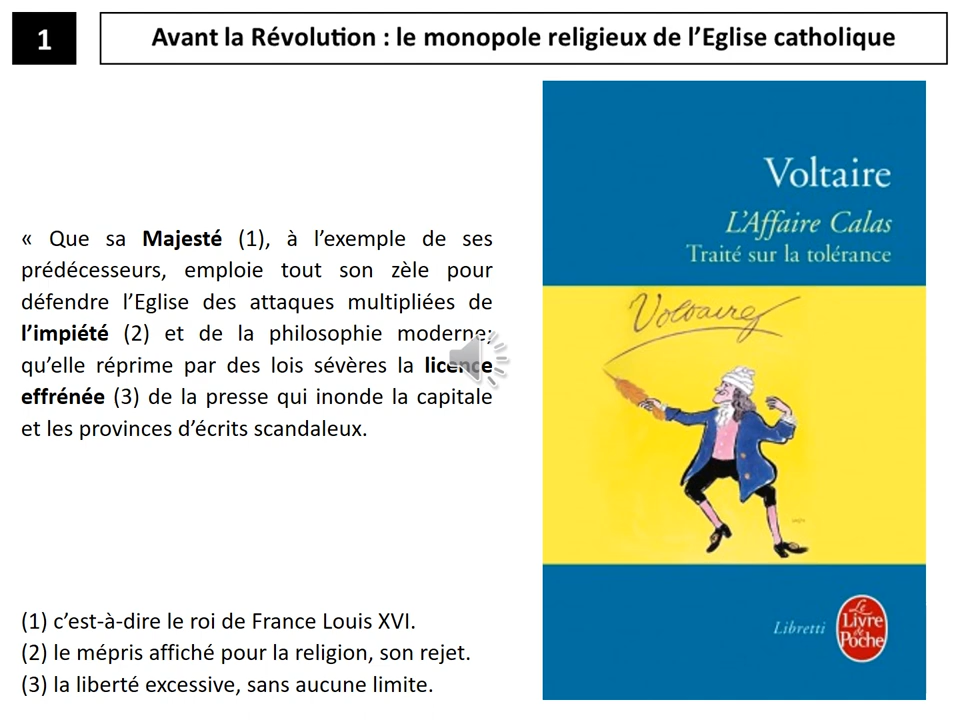 1
Avant la Révolution : le monopole religieux de l’Eglise catholique
« Que sa Majesté (1), à l’exemple de ses
prédécesseurs, emploie tout son zèle pour
défendre l’Eglise des attaques multipliées de
l’impiété (2) et de la philosophie moderne;
qu’elle réprime par des lois sévères la licence
effrénée (3) de la presse qui inonde la capitale
et les provinces d’écrits scandaleux.
(1) c’est-à-dire le roi de France Louis XVI.
(2) le mépris affiché pour la religion, son rejet.
(3) la liberté excessive, sans aucune limite.
Voltaire
L’Affaire Calas
Traité sur la tolérance
Voltaire
Libretti
Le
Livre
de
Poche